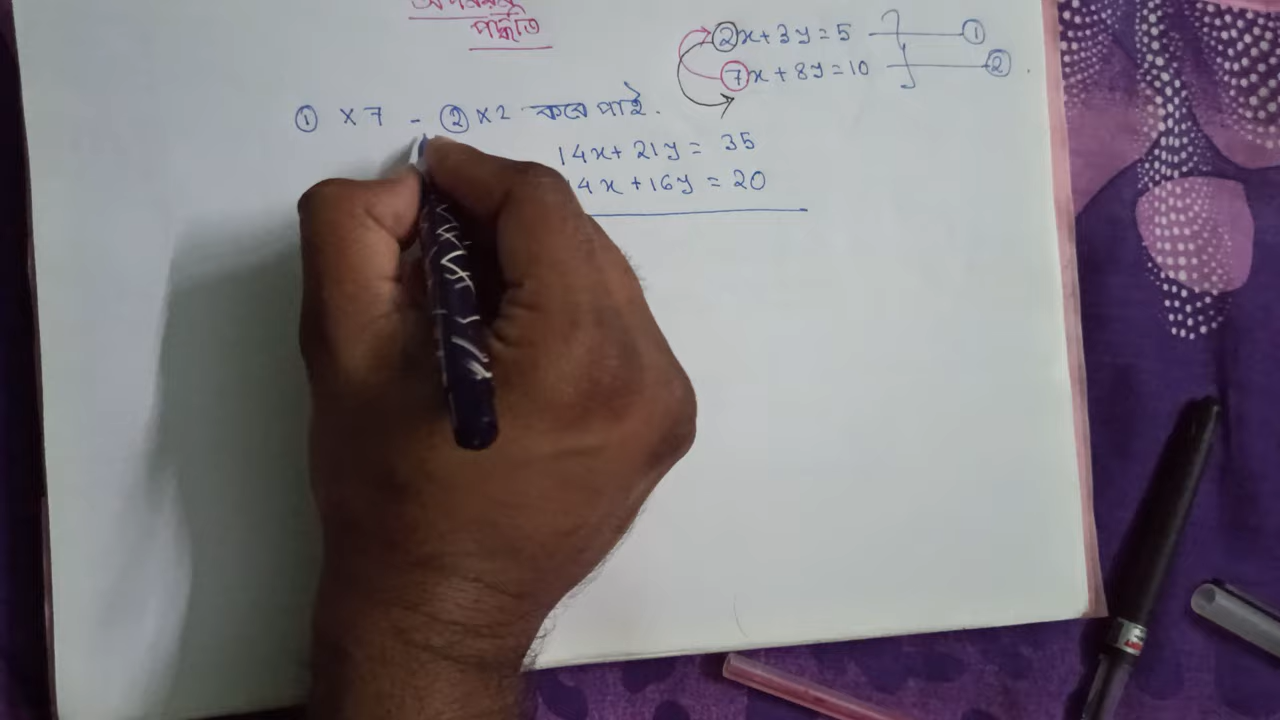 অপনয়ন
পদ্ধতি
2x+3y=5 ①
7x+8y=10 ②
① ×7 - ② ×2 করে পাই.
14x+21y= 35
4x+16y=20